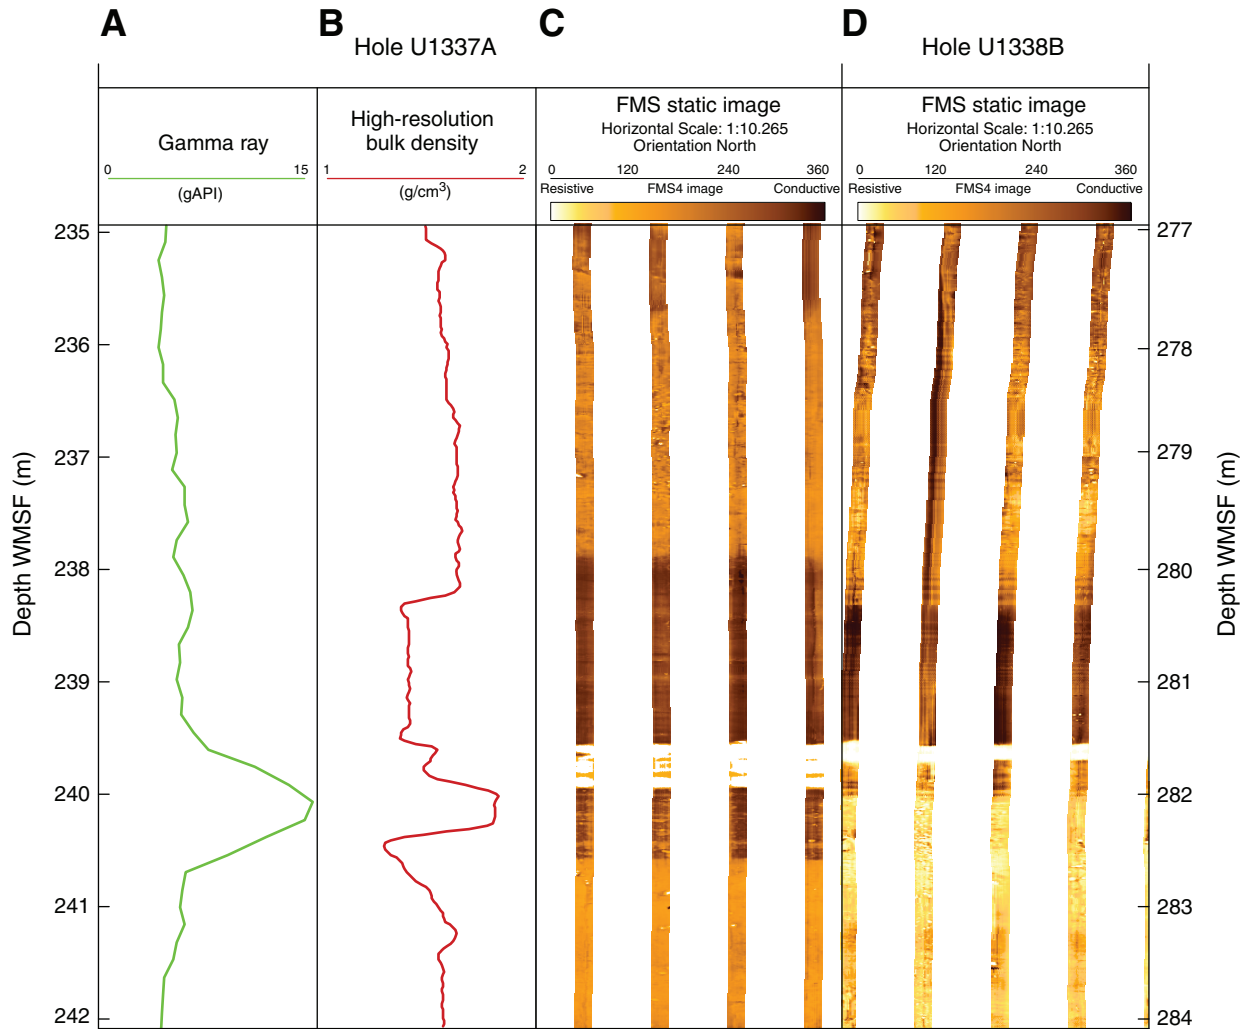 A
B
C
D
Hole U1337A
Hole U1338B
Gamma ray
0 15
(gAPI)
High-resolution
bulk density
1 2
(g/cm3)
FMS static image
Horizontal Scale: 1:10.265
Orientation North
0 120 240 360
Resistive FMS4 image Conductive
FMS static image
Horizontal Scale: 1:10.265
Orientation North
0 120 240 360
Resistive FMS4 image Conductive
Depth WMSF (m)
235
236
237
238
239
240
241
242
277
278
279
280
281
282
283
284
Depth WMSF (m)